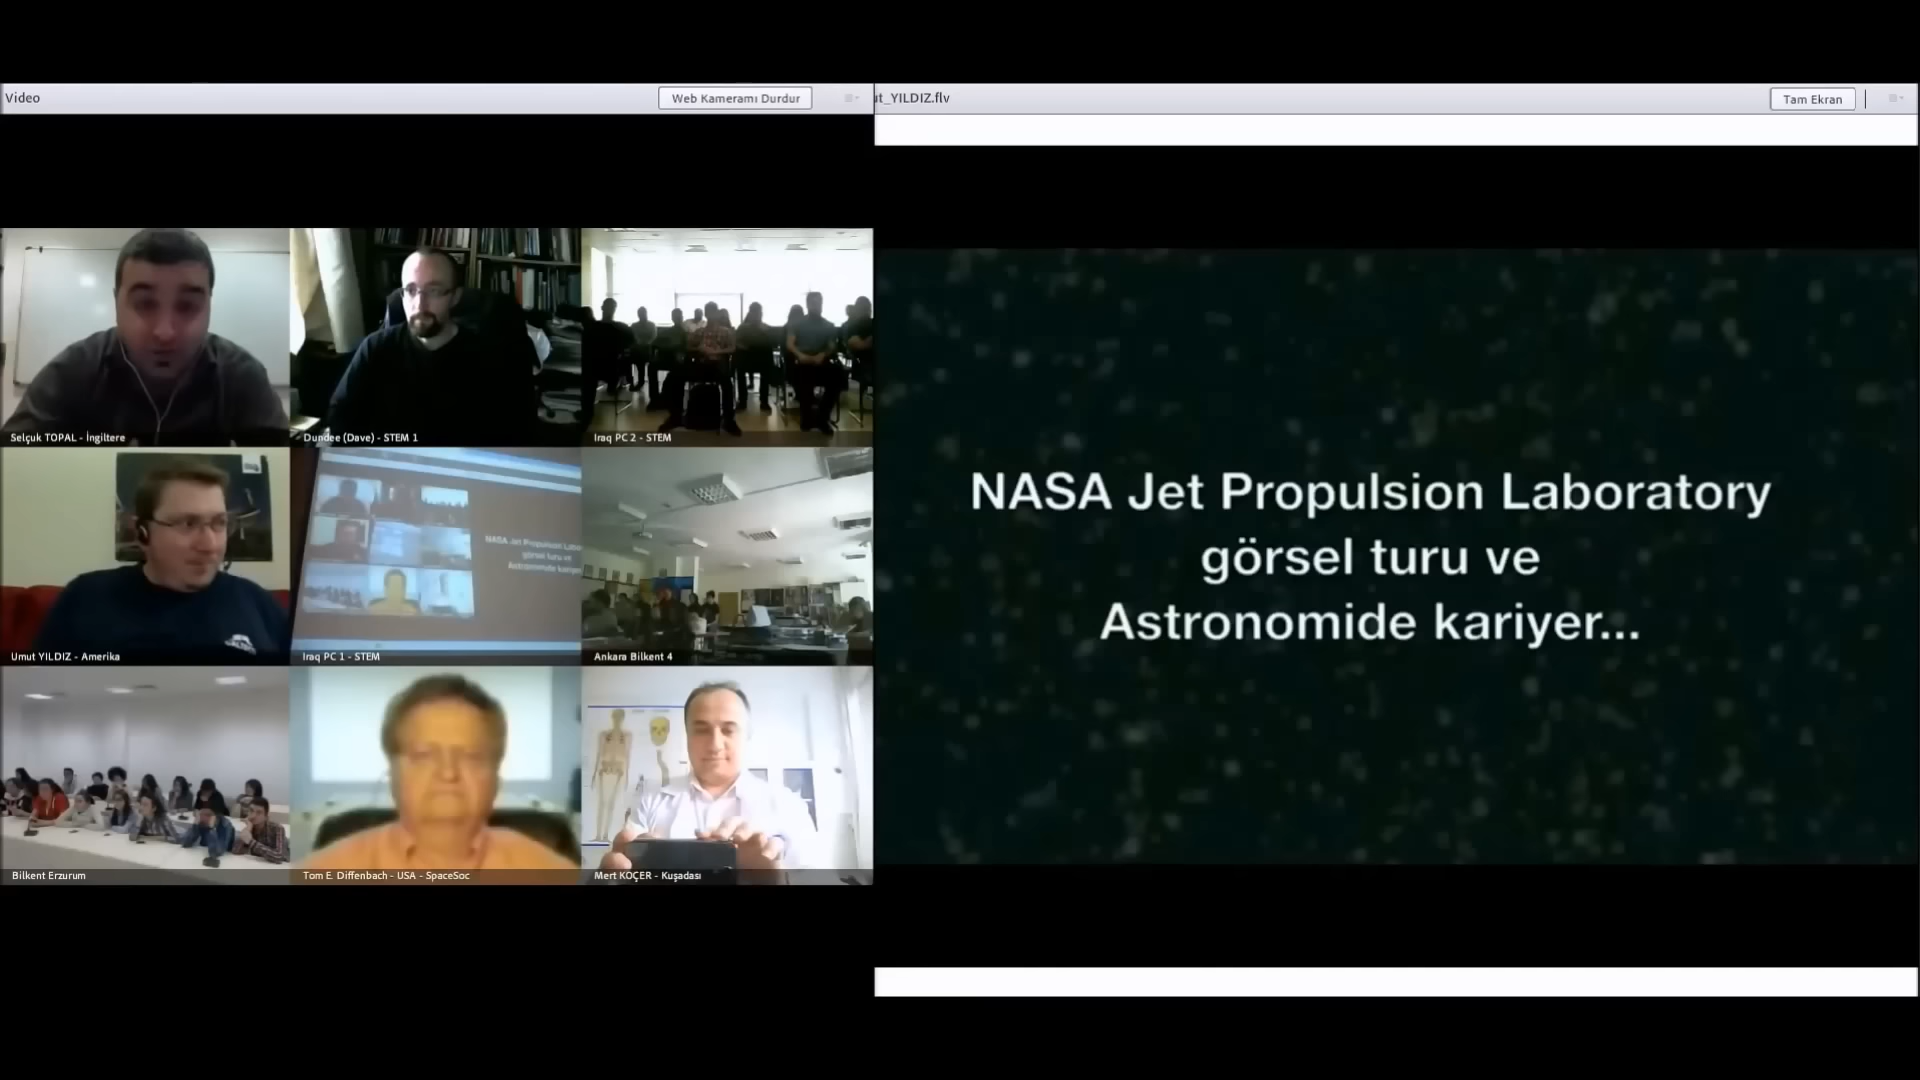 Video
Web Kameramı Durdur
ut_YILDIZ.flv
Tam Ekran
Selçuk TOPAL - İngiltere
Dundee (Dave) - STEM 1
Iraq PC 2 - STEM
Umut YILDIZ - Amerika
Iraq PC 1 - STEM
Ankara Bilkent 4
Bilkent Erzurum
Tom E. Diffenbach - USA - SpaceSoc
Mert KOÇER - Kuşadası
NASA Jet Propulsion Laboratory
görsel turu ve
Astronomide kariyer...